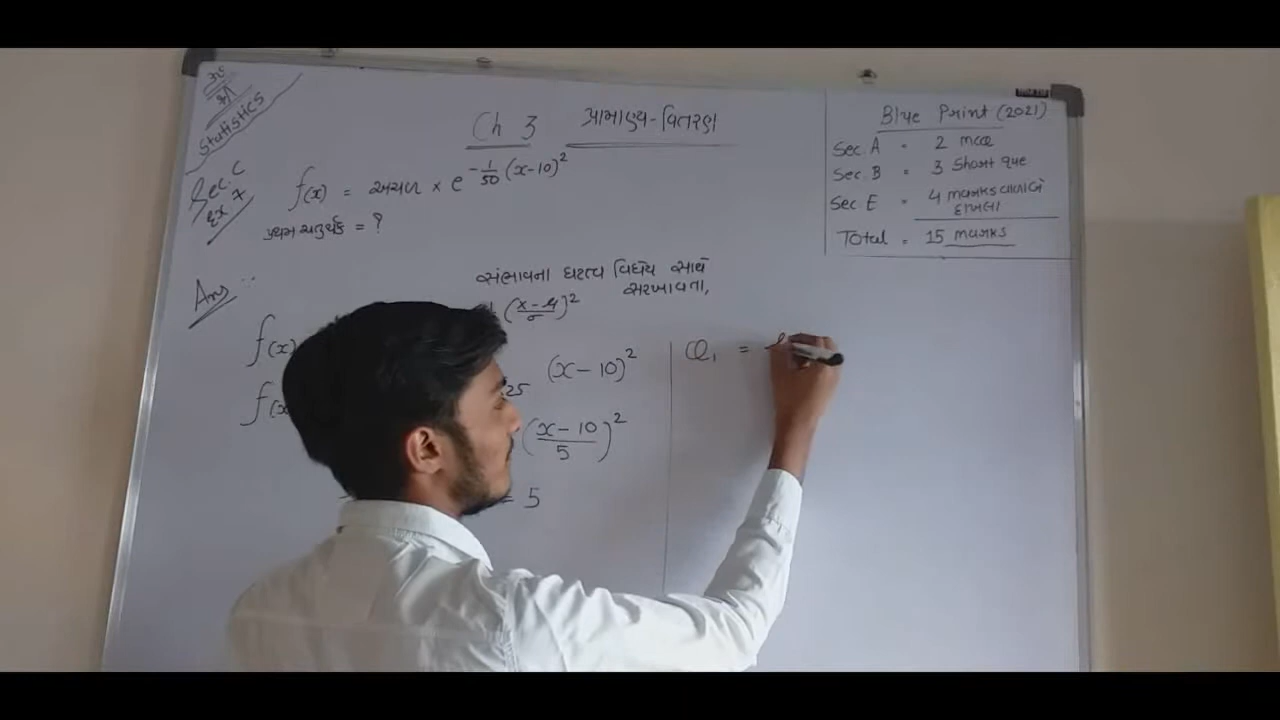 Statistics
Ch 3 પ્રામાણ્ય-વિતરણ
Sec. C
f(x) = અચળ × e^{-1/50 (x-10)^2}
પ્રથમ ચતુર્થક = ?
Blue Print (2021)
Sec. A = 2 mcq
Sec. B = 3 Short que
Sec E = 4 marks વાળા બે
દાખલા
Total = 15 marks
Ans ::
સંભાવના ઘટત્વ વિધેય સાથે
સરખાવતા,
f(x) (x-μ/σ)^2
f(x 25 (x-10)^2
(x-10/5)^2
= 5
Q₁ =